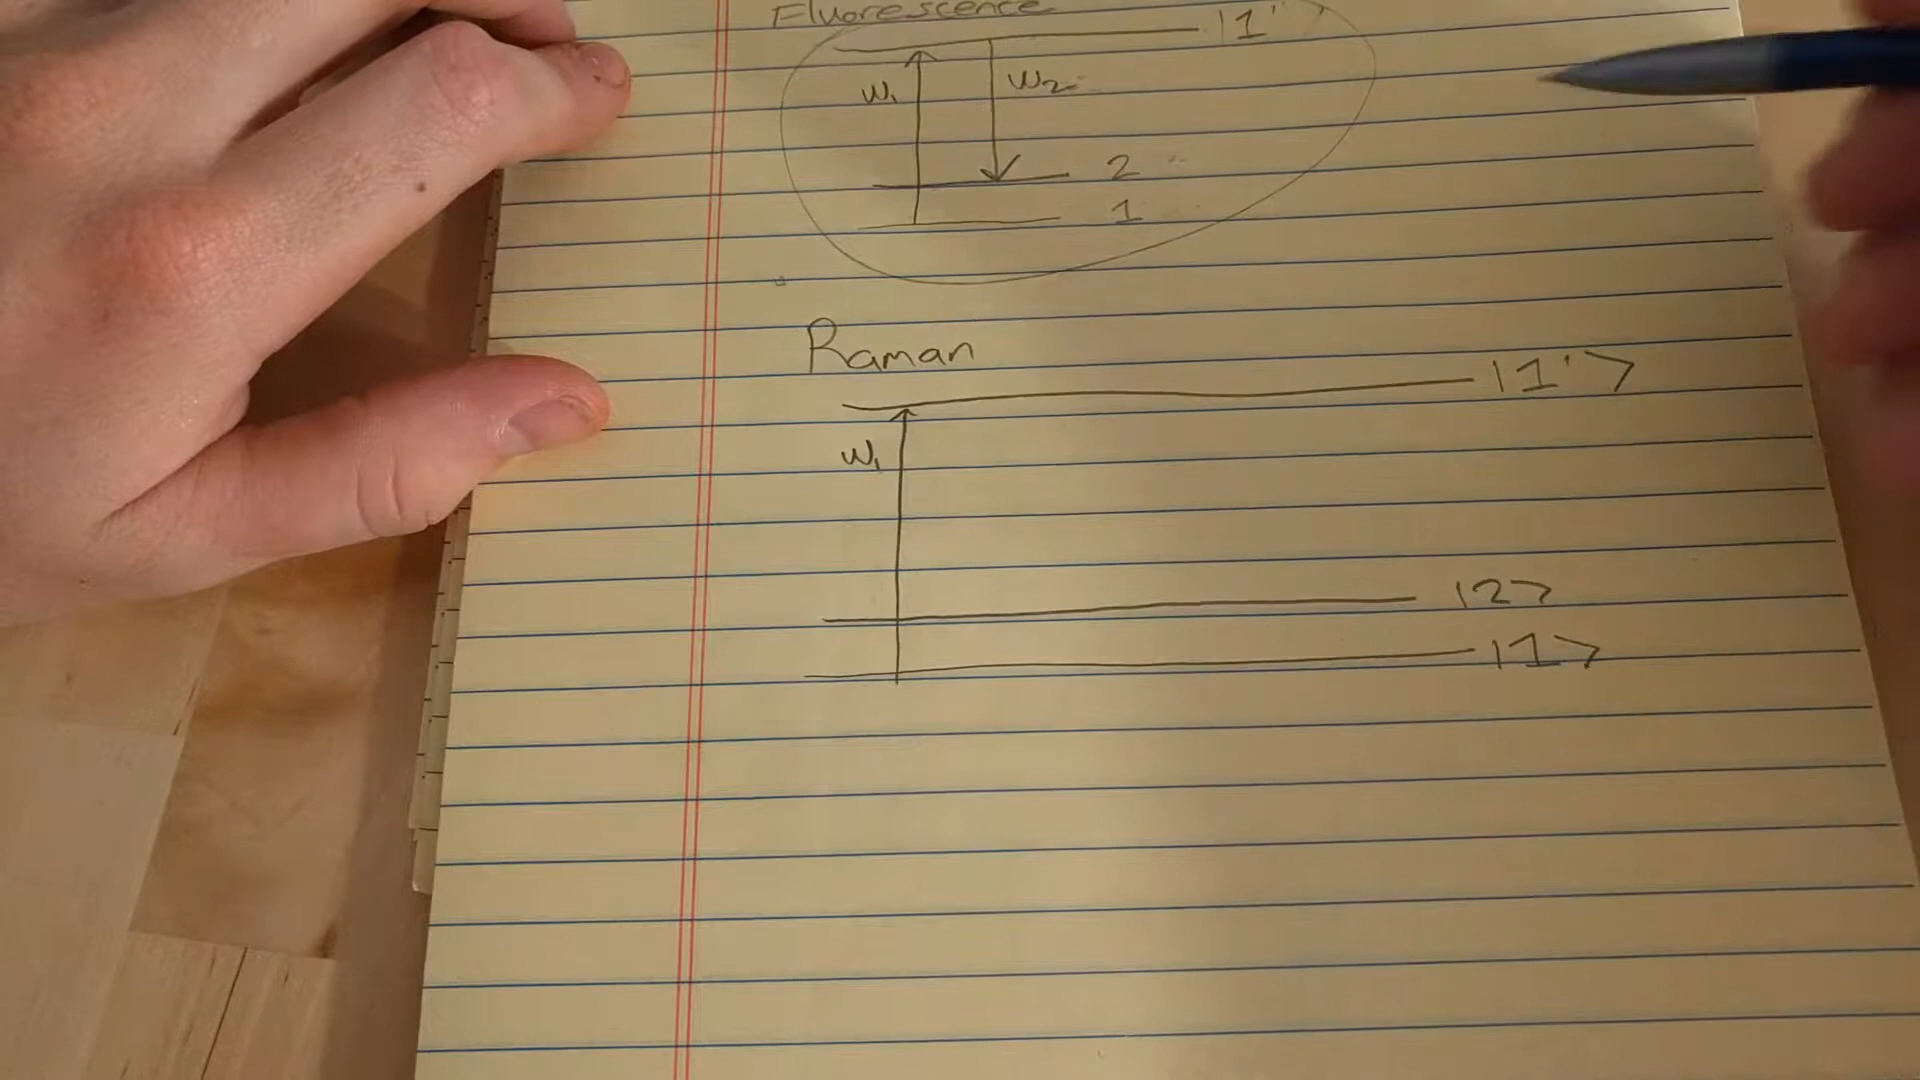 Fluorescence
|1'
w₁ w₂
2
1
Raman
|1'>
w₁
|2>
|1>